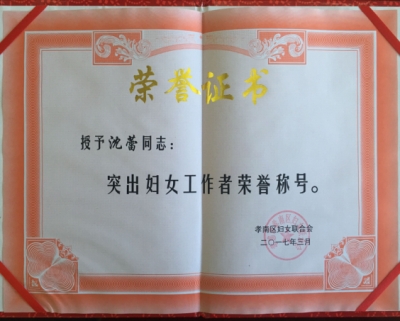 荣誉证书
授予沈蕾同志：
突出妇女工作者荣誉称号。
孝南区妇女联合会
二〇一七年三月